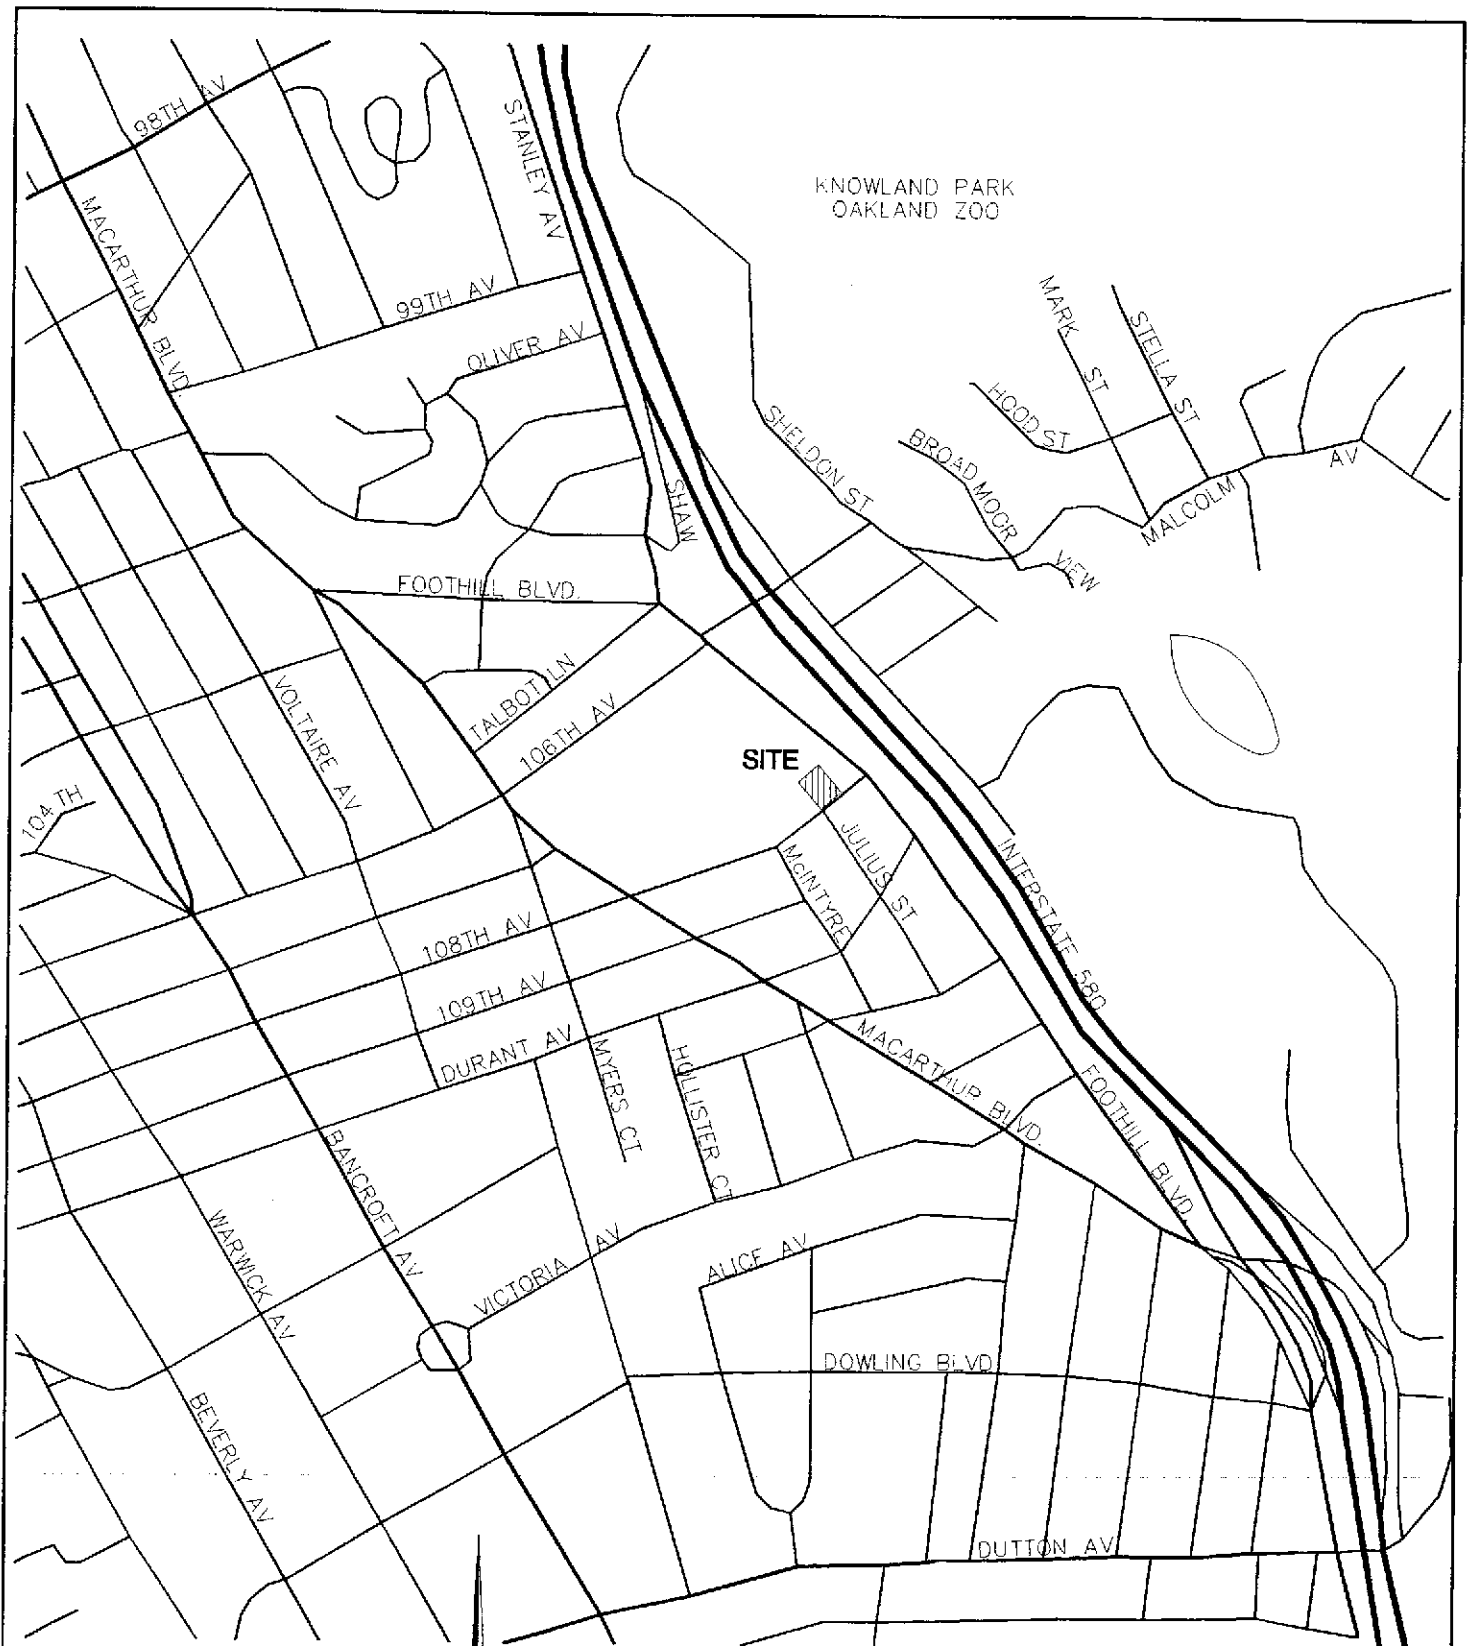 98TH AV
STANLEY AV
KNOWLAND PARK
OAKLAND ZOO
MACARTHUR BLVD.
99TH AV
OLIVER AV
MARK ST
STELLA ST
HOOD ST
SHELDON ST
BROADMOOR
VIEW
MALCOLM AV
SHAW
FOOTHILL BLVD.
TALBOT LN
106TH AV
VOLTAIRE AV
SITE
104 TH
JULIUS ST
McINTYRE
INTERSTATE 580
108TH AV
109TH AV
DURANT AV
MYERS CT
HOLLISTER CT
MACARTHUR BLVD.
FOOTHILL BLVD.
BANCROFT AV
WARWICK AV
VICTORIA AV
ALICE AV
DOWLING BLVD.
BEVERLY AV
DUTTON AV